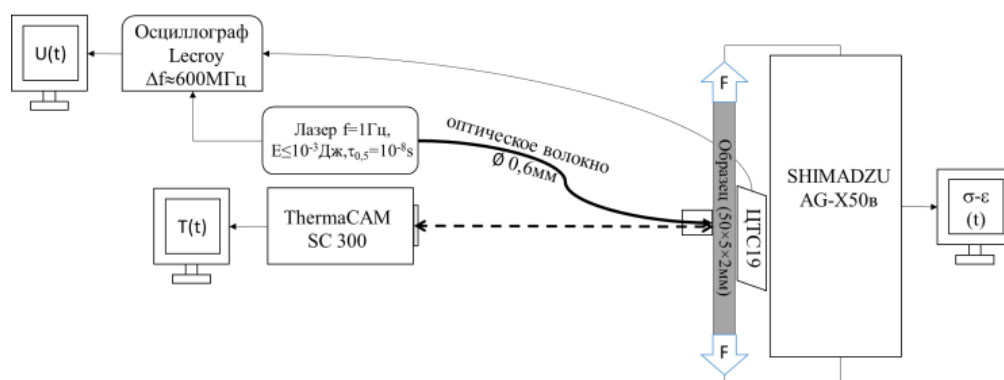 U(t)
Осциллограф
Lecroy
Δf≈600МГц
Лазер f=1Гц,
E≤10⁻³Дж,τ₀,₅=10⁻⁸s
оптическое волокно
Ø 0,6мм
T(t)
ThermaCAM
SC 300
F
Образец (50×5×2мм)
F
ЦТС19
SHIMADZU
AG-X50в
σ-ε
(t)